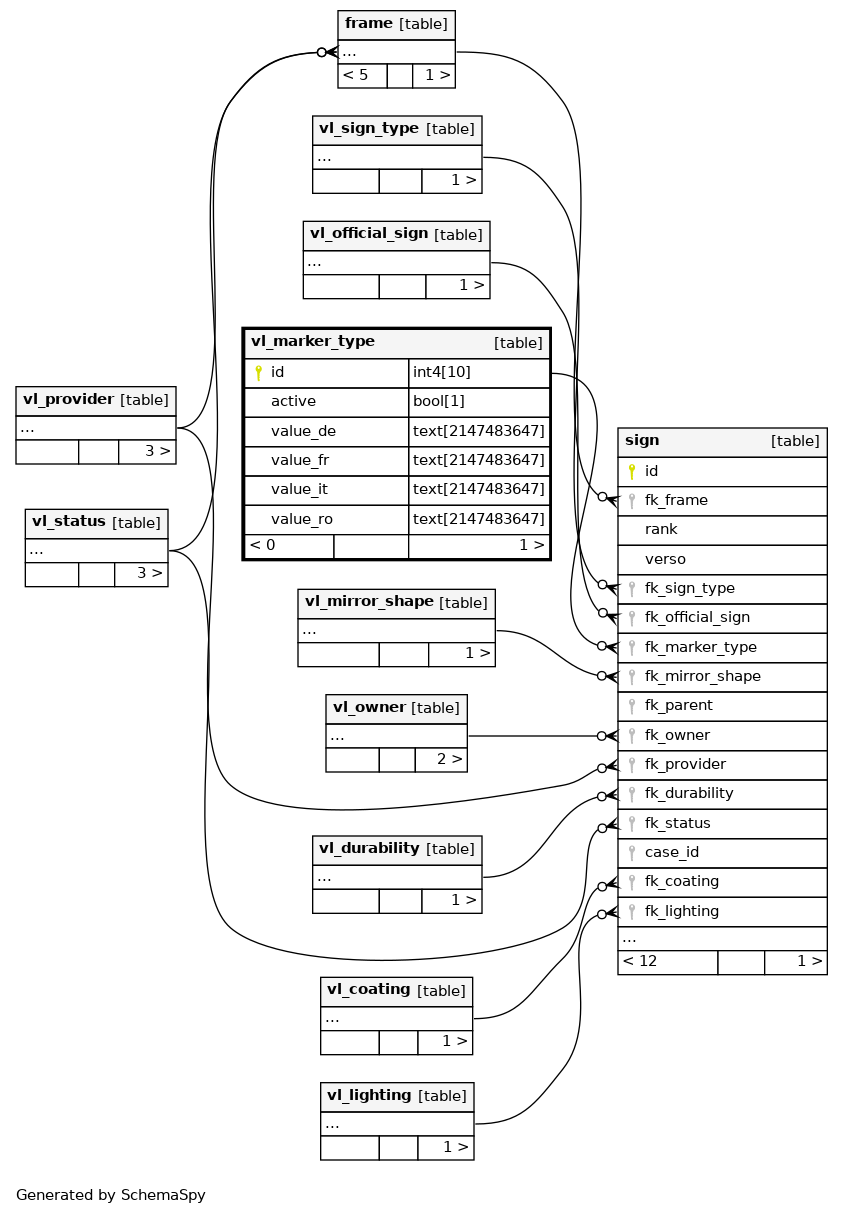 frame [table]
...
< 5 1 >
vl_sign_type [table]
...
1 >
vl_official_sign [table]
...
1 >
vl_marker_type [table]
id int4[10]
active bool[1]
value_de text[2147483647]
value_fr text[2147483647]
value_it text[2147483647]
value_ro text[2147483647]
< 0 1 >
vl_provider [table]
...
3 >
vl_status [table]
...
3 >
vl_mirror_shape [table]
...
1 >
vl_owner [table]
...
2 >
vl_durability [table]
...
1 >
vl_coating [table]
...
1 >
vl_lighting [table]
...
1 >
sign [table]
id
fk_frame
rank
verso
fk_sign_type
fk_official_sign
fk_marker_type
fk_mirror_shape
fk_parent
fk_owner
fk_provider
fk_durability
fk_status
case_id
fk_coating
fk_lighting
...
< 12 1 >
Generated by SchemaSpy